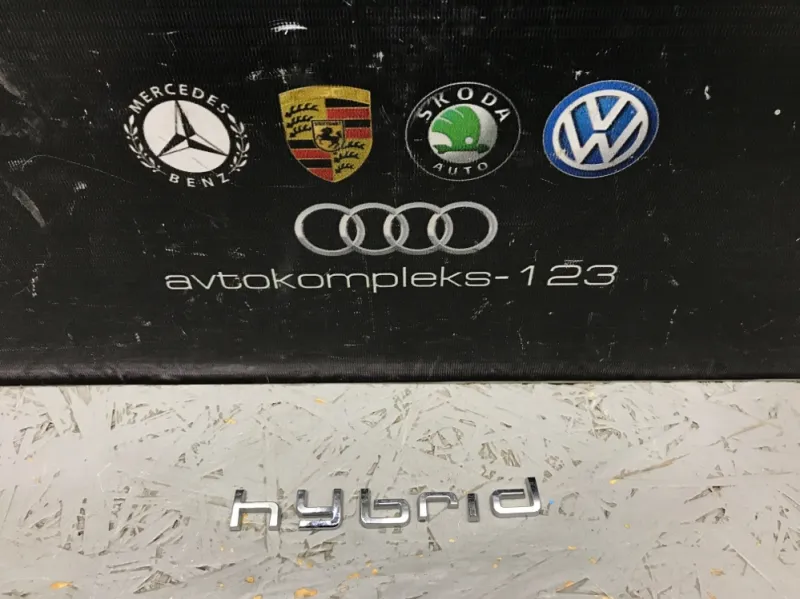 MERCEDES
BENZ
SKODA
AUTO
avtokompleks-123
hybrid